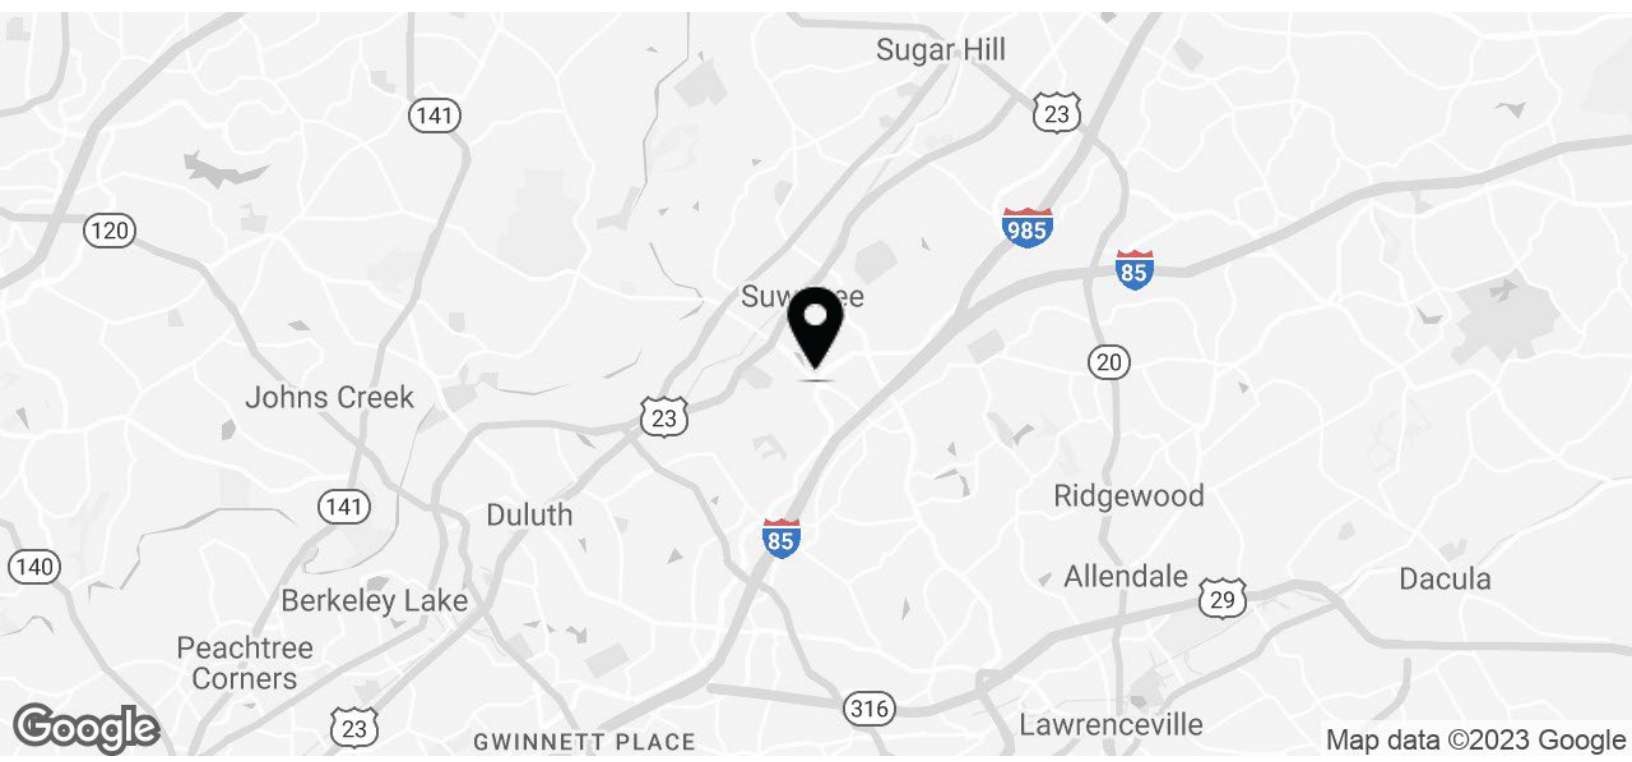 Sugar Hill
141
23
120
985
85
Suw ee
20
Johns Creek
23
Ridgewood
141
Duluth
85
140
Allendale
Dacula
29
Berkeley Lake
Peachtree
Corners
316
Lawrenceville
23
Google
GWINNETT PLACE
Map data ©2023 Google